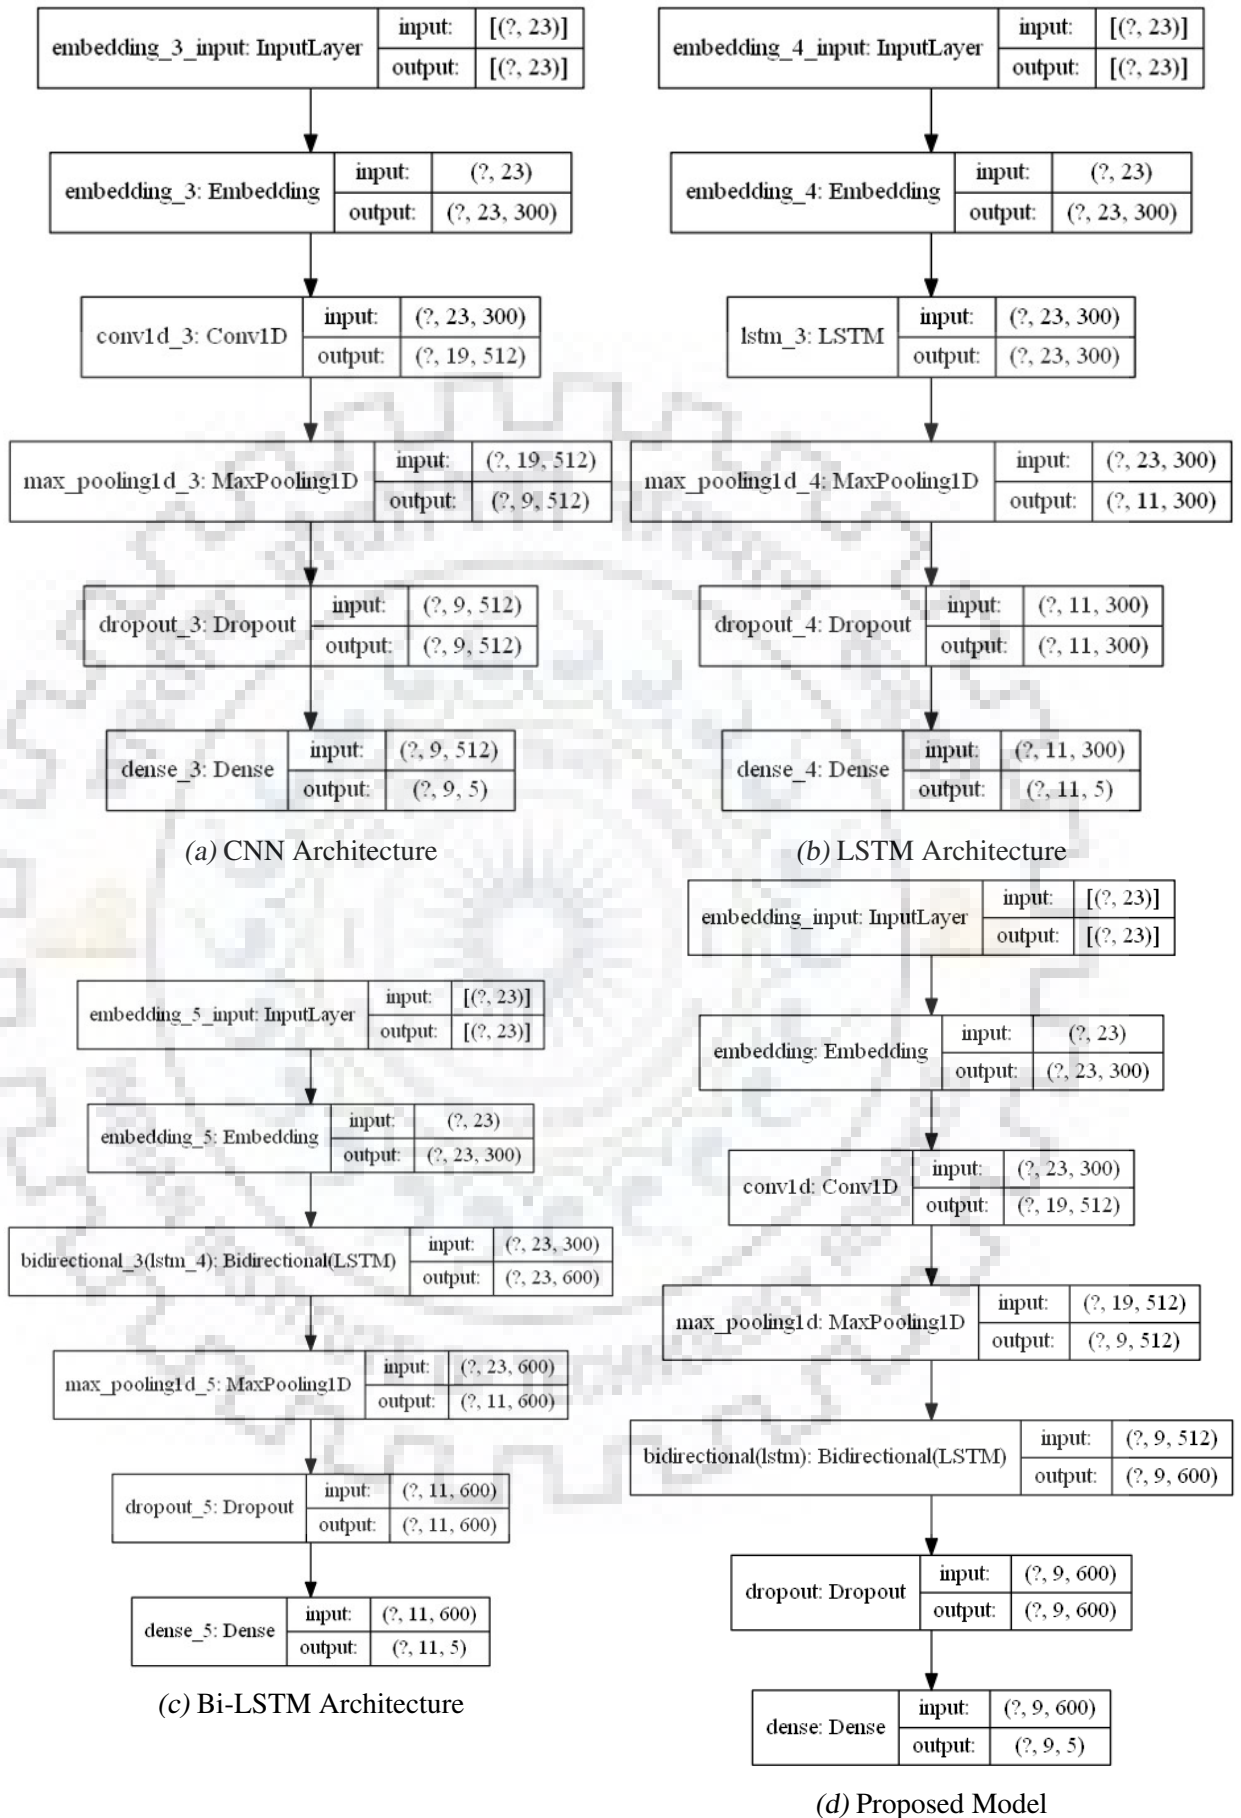 embedding_3_input: InputLayer
input: [(?, 23)]
output: [(?, 23)]
embedding_3: Embedding
input: (?, 23)
output: (?, 23, 300)
conv1d_3: Conv1D
input: (?, 23, 300)
output: (?, 19, 512)
max_pooling1d_3: MaxPooling1D
input: (?, 19, 512)
output: (?, 9, 512)
dropout_3: Dropout
input: (?, 9, 512)
output: (?, 9, 512)
dense_3: Dense
input: (?, 9, 512)
output: (?, 9, 5)
(a) CNN Architecture
embedding_4_input: InputLayer
input: [(?, 23)]
output: [(?, 23)]
embedding_4: Embedding
input: (?, 23)
output: (?, 23, 300)
lstm_3: LSTM
input: (?, 23, 300)
output: (?, 23, 300)
max_pooling1d_4: MaxPooling1D
input: (?, 23, 300)
output: (?, 11, 300)
dropout_4: Dropout
input: (?, 11, 300)
output: (?, 11, 300)
dense_4: Dense
input: (?, 11, 300)
output: (?, 11, 5)
(b) LSTM Architecture
embedding_5_input: InputLayer
input: [(?, 23)]
output: [(?, 23)]
embedding_5: Embedding
input: (?, 23)
output: (?, 23, 300)
bidirectional_3(lstm_4): Bidirectional(LSTM)
input: (?, 23, 300)
output: (?, 23, 600)
max_pooling1d_5: MaxPooling1D
input: (?, 23, 600)
output: (?, 11, 600)
dropout_5: Dropout
input: (?, 11, 600)
output: (?, 11, 600)
dense_5: Dense
input: (?, 11, 600)
output: (?, 11, 5)
(c) Bi-LSTM Architecture
embedding_input: InputLayer
input: [(?, 23)]
output: [(?, 23)]
embedding: Embedding
input: (?, 23)
output: (?, 23, 300)
conv1d: Conv1D
input: (?, 23, 300)
output: (?, 19, 512)
max_pooling1d: MaxPooling1D
input: (?, 19, 512)
output: (?, 9, 512)
bidirectional(lstm): Bidirectional(LSTM)
input: (?, 9, 512)
output: (?, 9, 600)
dropout: Dropout
input: (?, 9, 600)
output: (?, 9, 600)
dense: Dense
input: (?, 9, 600)
output: (?, 9, 5)
(d) Proposed Model